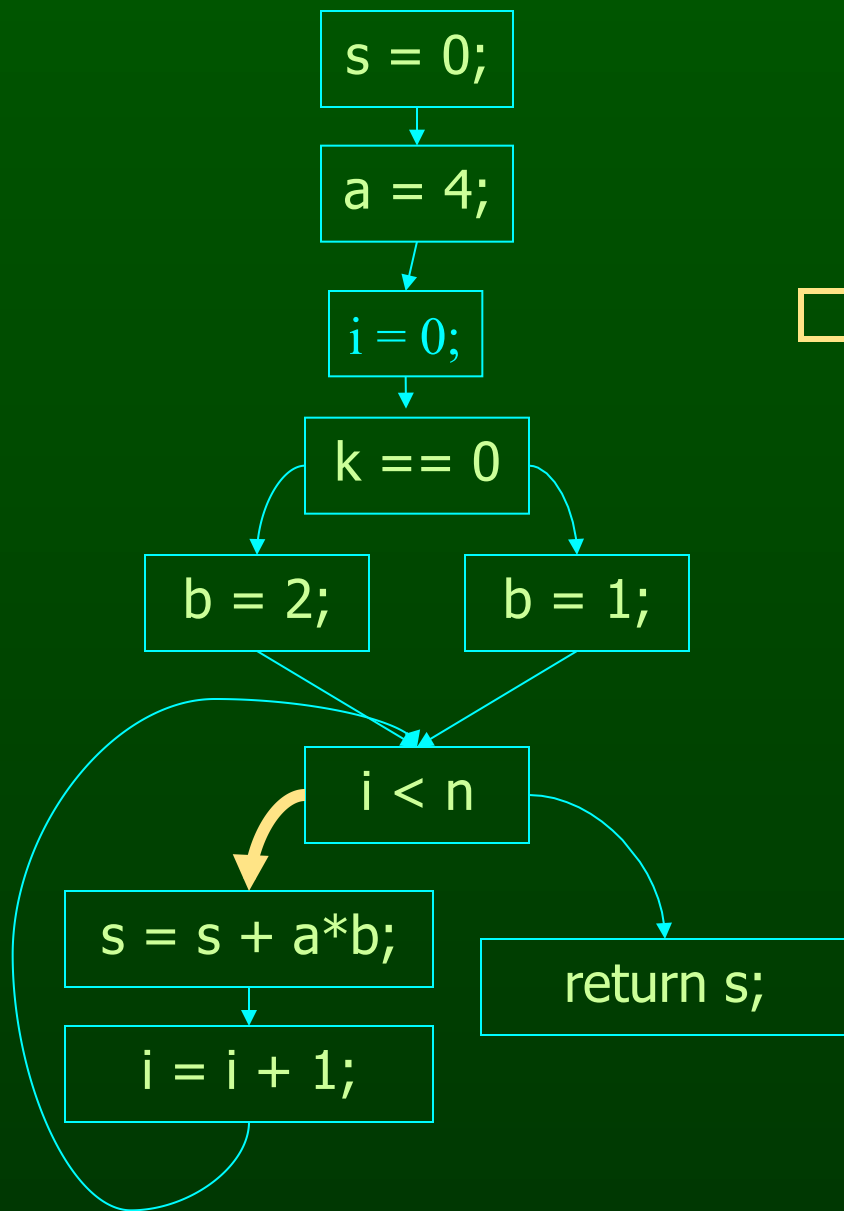 s = 0;
a = 4;
i = 0;
k == 0
b = 2;
b = 1;
i < n
s = s + a*b;
return s;
i = i + 1;